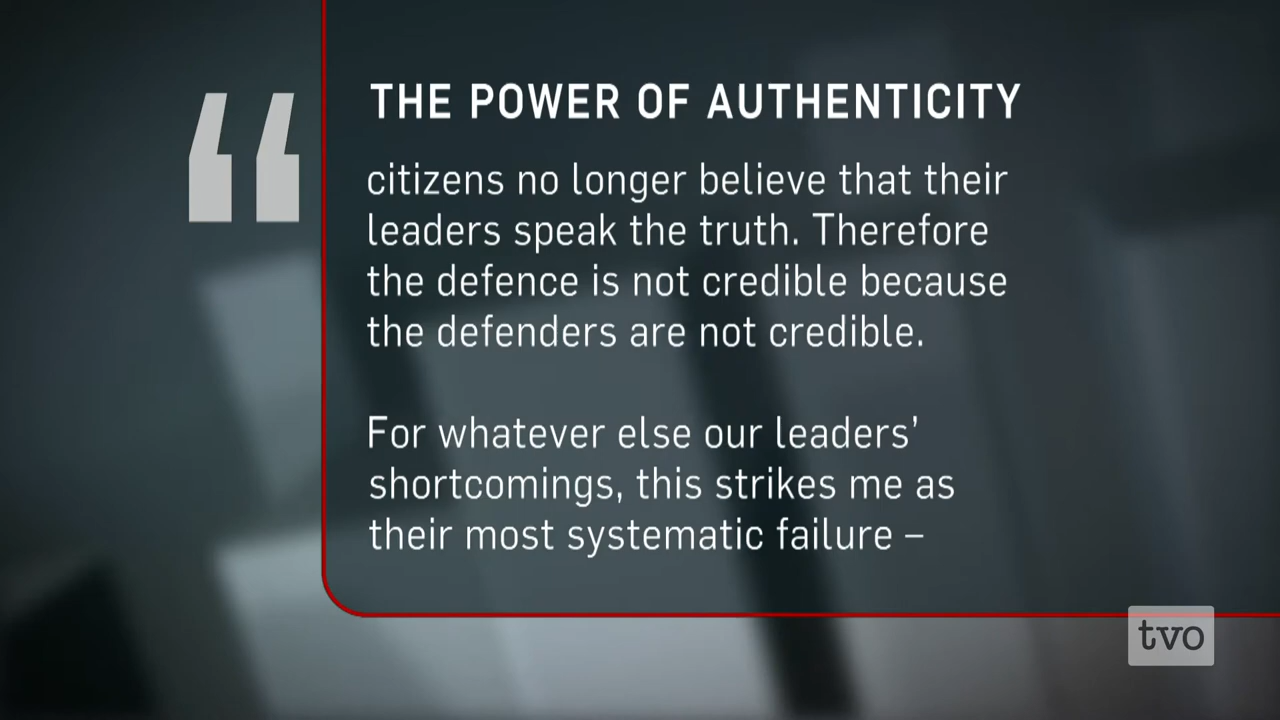 “
THE POWER OF AUTHENTICITY
citizens no longer believe that their
leaders speak the truth. Therefore
the defence is not credible because
the defenders are not credible.
For whatever else our leaders’
shortcomings, this strikes me as
their most systematic failure –
tvo